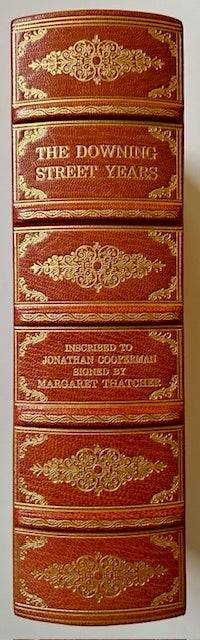 THE DOWNING
STREET YEARS
INSCRIBED TO
JONATHAN COOPERMAN
SIGNED BY
MARGARET THATCHER